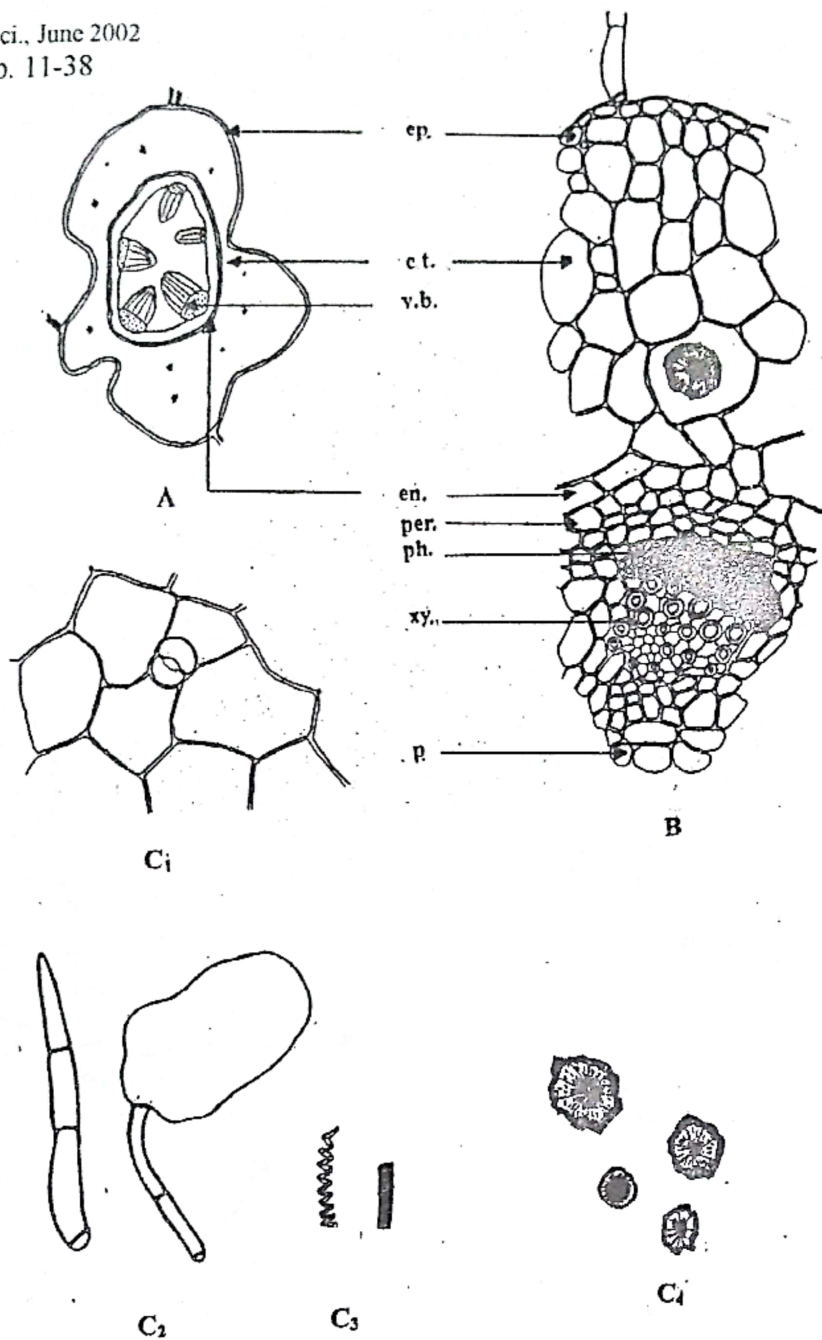 ci., June 2002
p. 11-38
ep.
c t.
v.b.
A
en.
per.
ph.
xy.
p
B
C1
C2
C3
C4